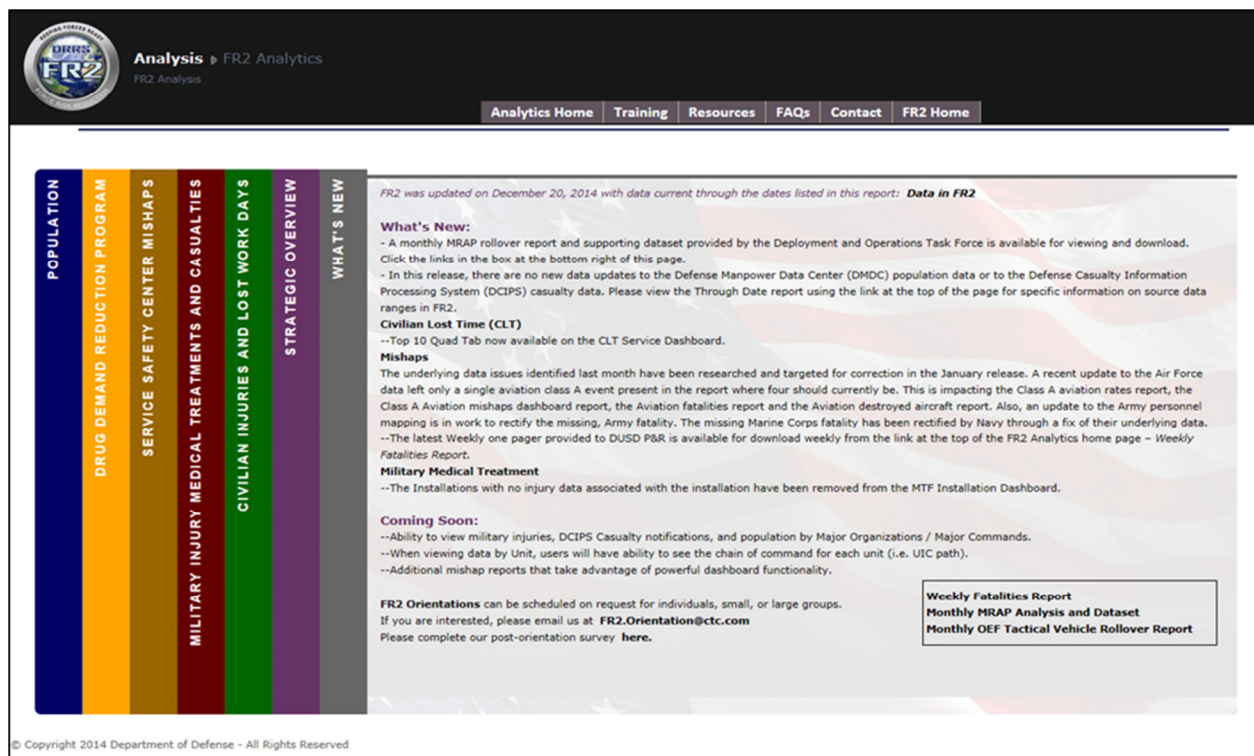 KEEPING FORCES READY
DRRS
FR2
FORCE RISK REDUCTION
Analysis FR2 Analytics
FR2 Analysis
Analytics Home Training Resources FAQs Contact FR2 Home
POPULATION
DRUG DEMAND REDUCTION PROGRAM
SERVICE SAFETY CENTER MISHAPS
MILITARY INJURY MEDICAL TREATMENTS AND CASUALTIES
CIVILIAN INJURIES AND LOST WORK DAYS
STRATEGIC OVERVIEW
WHAT'S NEW
FR2 was updated on December 20, 2014 with data current through the dates listed in this report: Data in FR2
What's New:
- A monthly MRAP rollover report and supporting dataset provided by the Deployment and Operations Task Force is available for viewing and download.
Click the links in the box at the bottom right of this page.
- In this release, there are no new data updates to the Defense Manpower Data Center (DMDC) population data or to the Defense Casualty Information
Processing System (DCIPS) casualty data. Please view the Through Date report using the link at the top of the page for specific information on source data
ranges in FR2.
Civilian Lost Time (CLT)
--Top 10 Quad Tab now available on the CLT Service Dashboard.
Mishaps
The underlying data issues identified last month have been researched and targeted for correction in the January release. A recent update to the Air Force
data left only a single aviation class A event present in the report where four should currently be. This is impacting the Class A aviation rates report, the
Class A Aviation mishaps dashboard report, the Aviation fatalities report and the Aviation destroyed aircraft report. Also, an update to the Army personnel
mapping is in work to rectify the missing, Army fatality. The missing Marine Corps fatality has been rectified by Navy through a fix of their underlying data.
--The latest Weekly one pager provided to DUSD P&R is available for download weekly from the link at the top of the FR2 Analytics home page – Weekly
Fatalities Report.
Military Medical Treatment
--The Installations with no injury data associated with the installation have been removed from the MTF Installation Dashboard.
Coming Soon:
--Ability to view military injuries, DCIPS Casualty notifications, and population by Major Organizations / Major Commands.
--When viewing data by Unit, users will have ability to see the chain of command for each unit (i.e. UIC path).
--Additional mishap reports that take advantage of powerful dashboard functionality.
FR2 Orientations can be scheduled on request for individuals, small, or large groups.
If you are interested, please email us at FR2.Orientation@ctc.com
Please complete our post-orientation survey here.
Weekly Fatalities Report
Monthly MRAP Analysis and Dataset
Monthly OEF Tactical Vehicle Rollover Report
© Copyright 2014 Department of Defense - All Rights Reserved